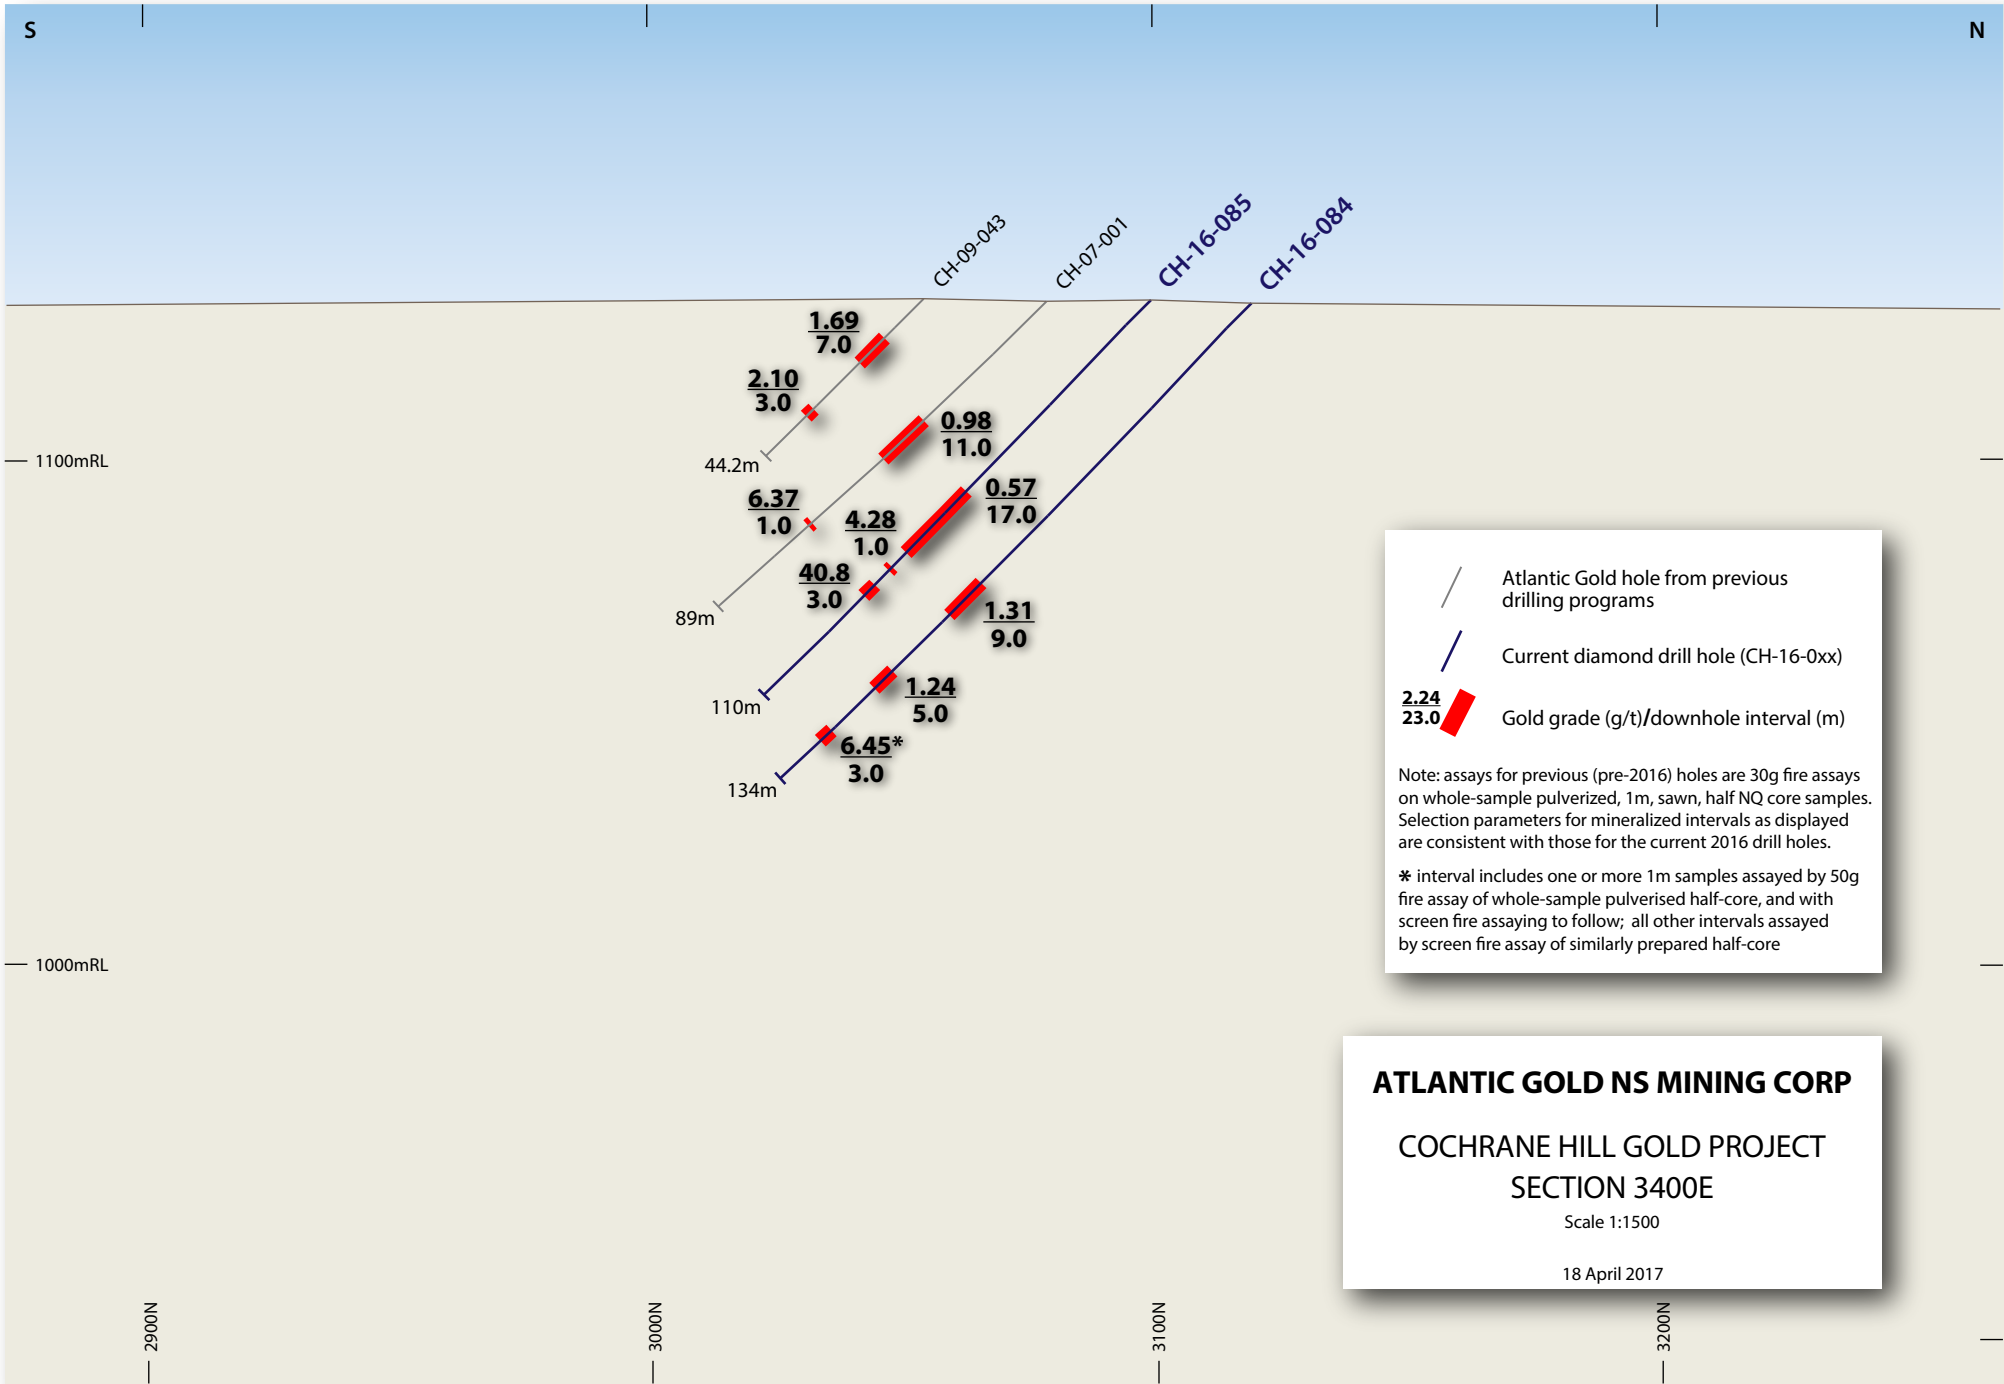 S
N
CH-09-043
CH-07-001
CH-16-085
CH-16-084
1.69
7.0
2.10
3.0
44.2m
1100mRL
0.98
11.0
6.37
1.0
89m
0.57
17.0
4.28
1.0
40.8
3.0
110m
1.31
9.0
1.24
5.0
6.45*
3.0
134m
1000mRL
Atlantic Gold hole from previous
drilling programs
Current diamond drill hole (CH-16-0xx)
2.24
23.0
Gold grade (g/t)/downhole interval (m)
Note: assays for previous (pre-2016) holes are 30g fire assays
on whole-sample pulverized, 1m, sawn, half NQ core samples.
Selection parameters for mineralized intervals as displayed
are consistent with those for the current 2016 drill holes.
* interval includes one or more 1m samples assayed by 50g
fire assay of whole-sample pulverised half-core, and with
screen fire assaying to follow; all other intervals assayed
by screen fire assay of similarly prepared half-core
ATLANTIC GOLD NS MINING CORP
COCHRANE HILL GOLD PROJECT
SECTION 3400E
Scale 1:1500
18 April 2017
2900N
3000N
3100N
3200N